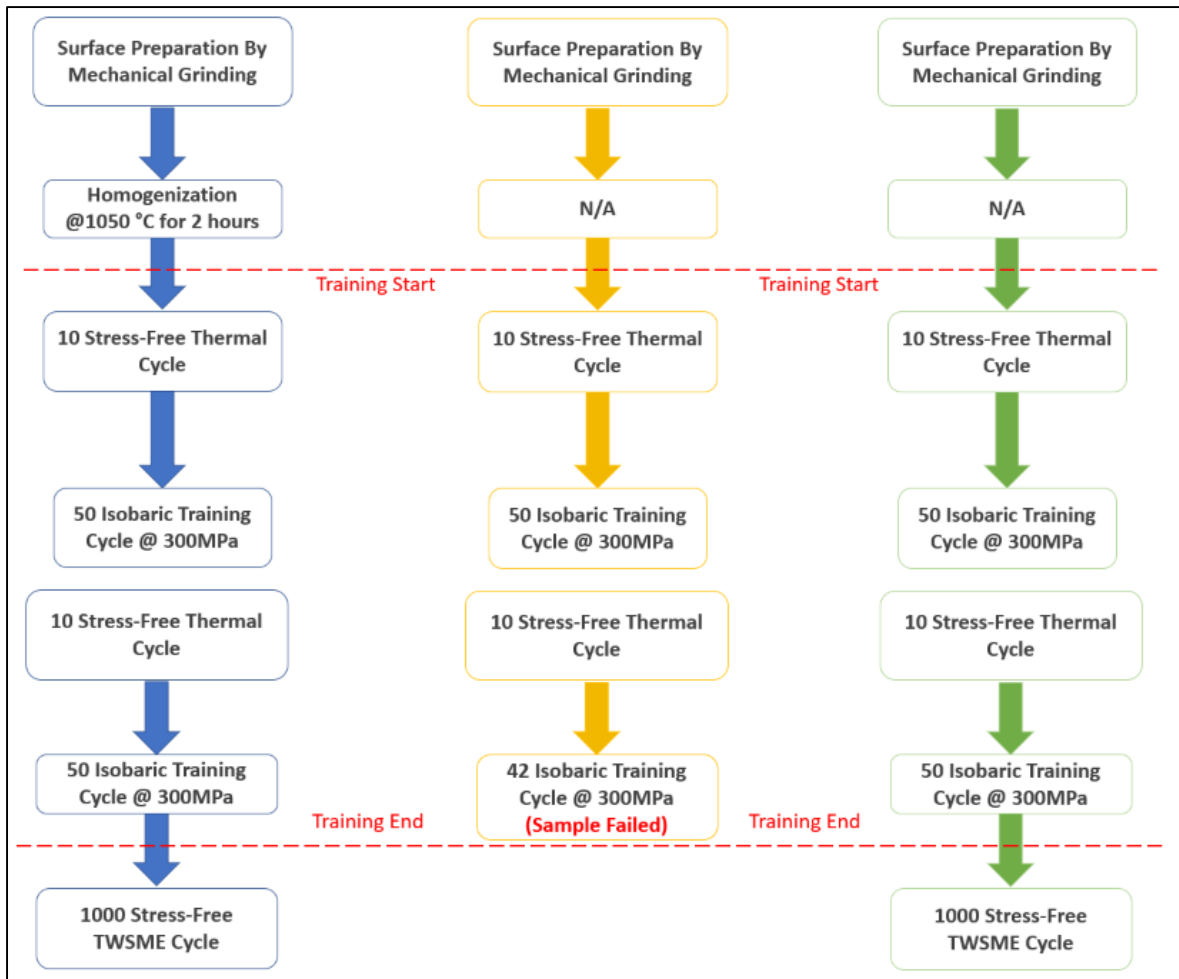 Surface Preparation By
Mechanical Grinding
Surface Preparation By
Mechanical Grinding
Surface Preparation By
Mechanical Grinding
Homogenization
@1050 °C for 2 hours
N/A
N/A
Training Start
Training Start
10 Stress-Free Thermal
Cycle
10 Stress-Free Thermal
Cycle
10 Stress-Free Thermal
Cycle
50 Isobaric Training
Cycle @ 300MPa
50 Isobaric Training
Cycle @ 300MPa
50 Isobaric Training
Cycle @ 300MPa
10 Stress-Free Thermal
Cycle
10 Stress-Free Thermal
Cycle
10 Stress-Free Thermal
Cycle
50 Isobaric Training
Cycle @ 300MPa
42 Isobaric Training
Cycle @ 300MPa
(Sample Failed)
50 Isobaric Training
Cycle @ 300MPa
Training End
Training End
1000 Stress-Free
TWSME Cycle
1000 Stress-Free
TWSME Cycle